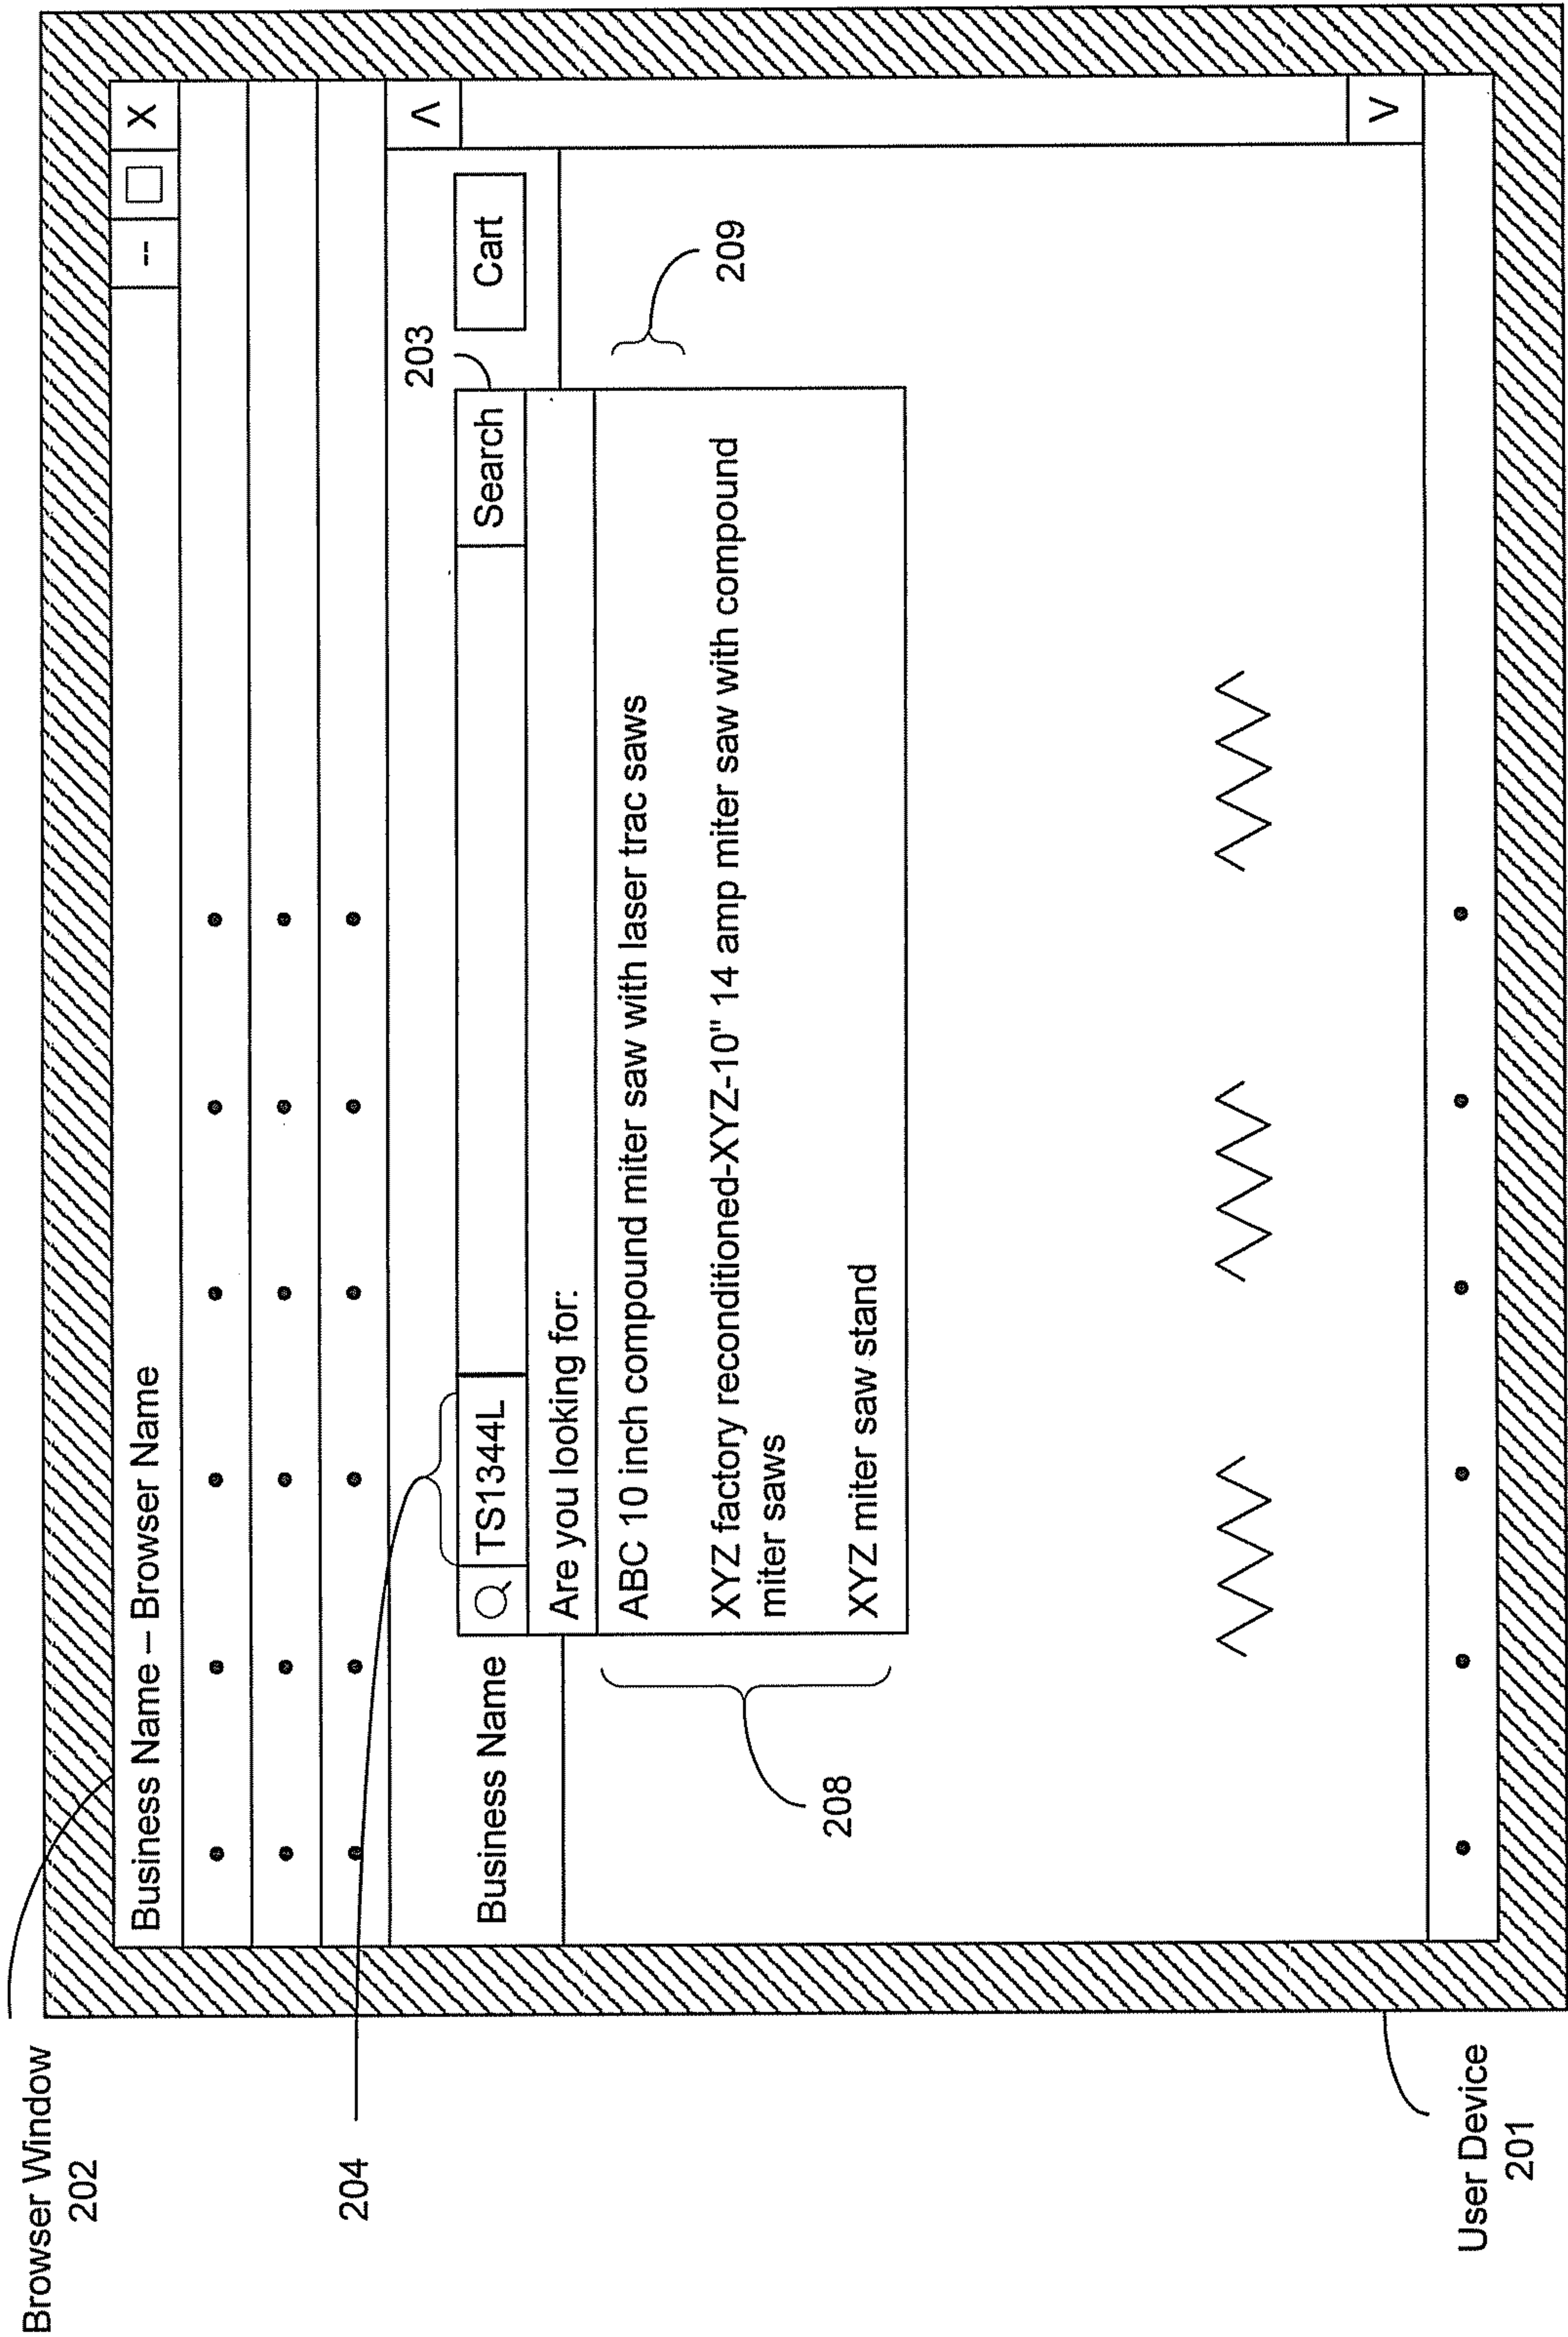 Browser Window
202
Business Name – Browser Name
-- □ X
204
203
Business Name
TS1344L
Search
Cart
Are you looking for:
ABC 10 inch compound miter saw with laser trac saws
XYZ factory reconditioned-XYZ-10" 14 amp miter saw with compound
miter saws
XYZ miter saw stand
209
208
User Device
201